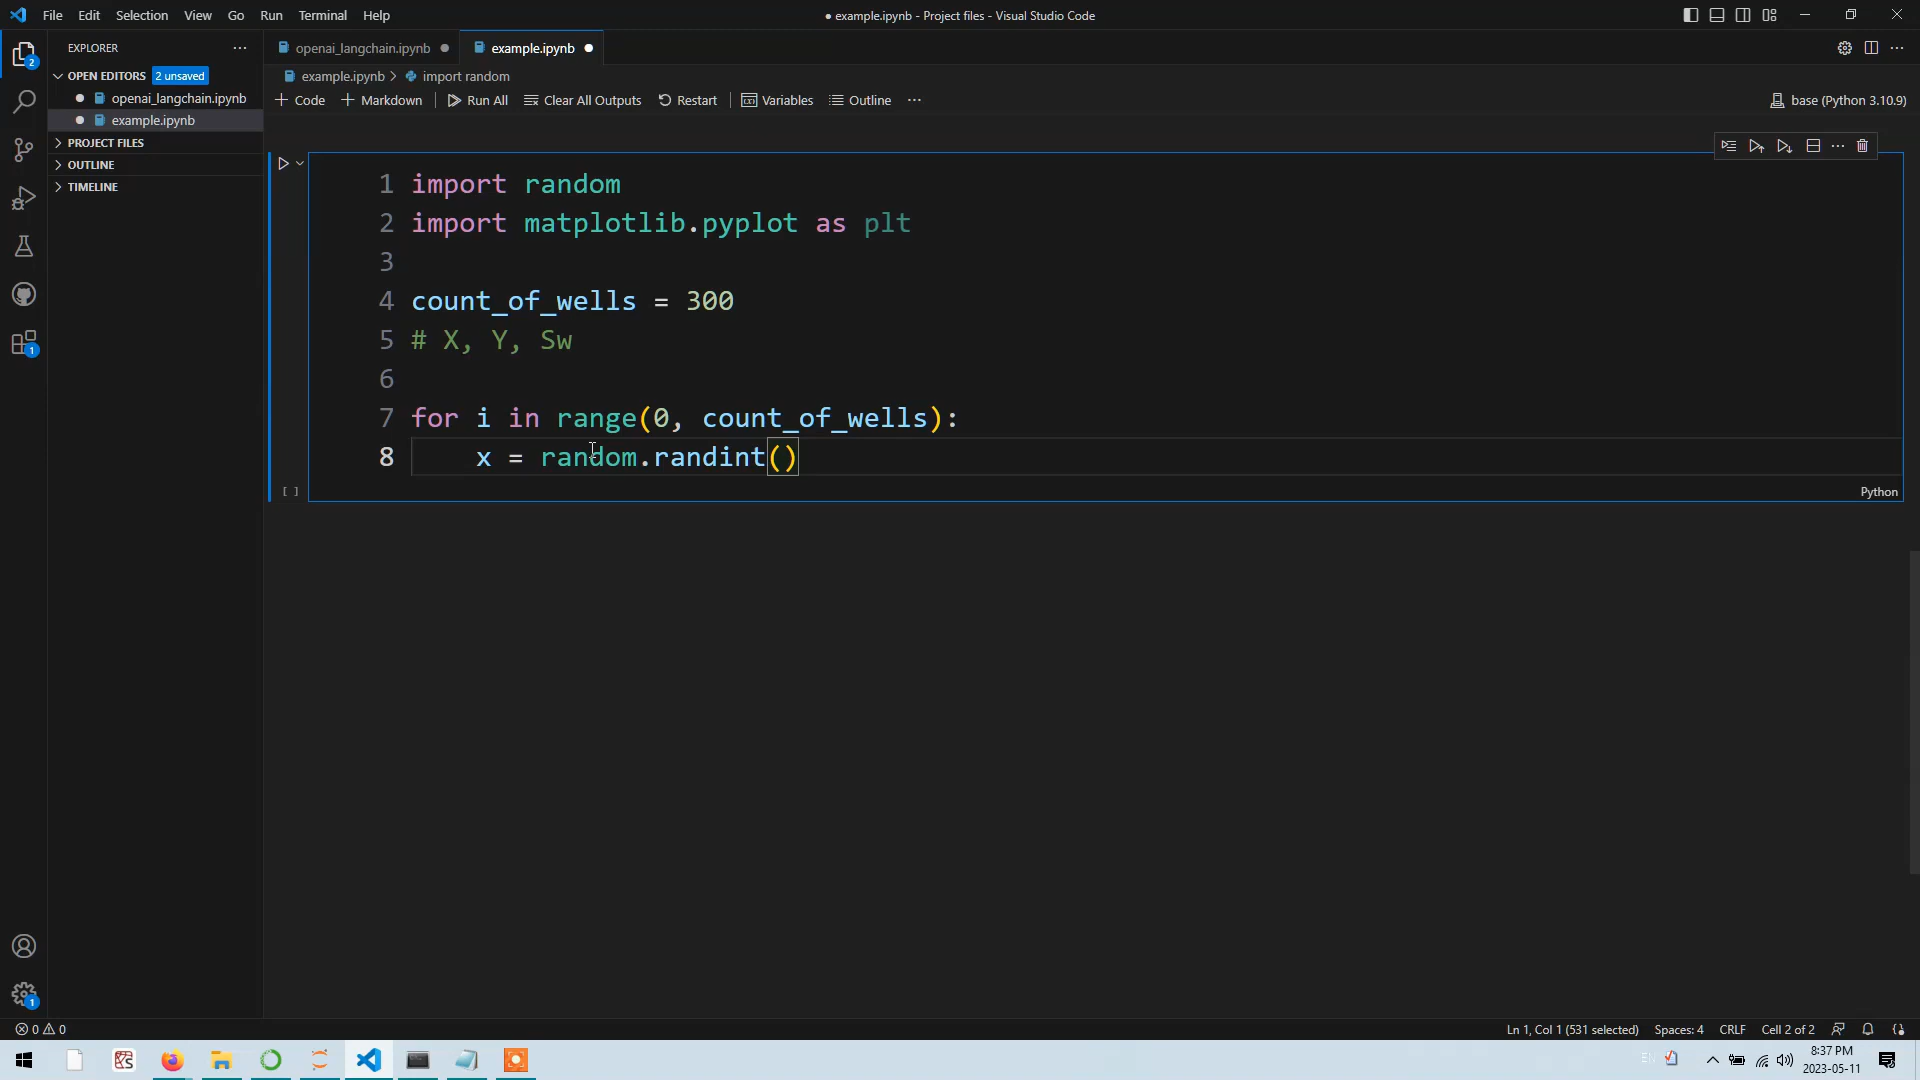 File Edit Selection View Go Run Terminal Help
● example.ipynb - Project files - Visual Studio Code
EXPLORER
OPEN EDITORS 2 unsaved
openai_langchain.ipynb
example.ipynb
PROJECT FILES
OUTLINE
TIMELINE
openai_langchain.ipynb example.ipynb
example.ipynb > import random
+ Code + Markdown Run All Clear All Outputs Restart Variables Outline ...
base (Python 3.10.9)
1 import random
2 import matplotlib.pyplot as plt
3
4 count_of_wells = 300
5 # X, Y, Sw
6
7 for i in range(0, count_of_wells):
8 x = random.randint()
[ ]
Python
2
1
1
0 0
Ln 1, Col 1 (531 selected) Spaces: 4 CRLF Cell 2 of 2
EN
8:37 PM
2023-05-11